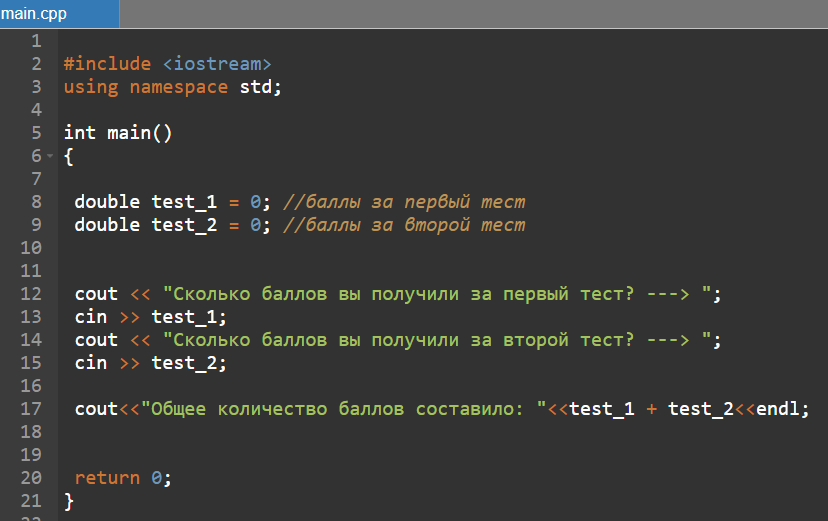 main.cpp
1
2 #include <iostream>
3 using namespace std;
4
5 int main()
6 {
7
8 double test_1 = 0; //баллы за первый тест
9 double test_2 = 0; //баллы за второй тест
10
11
12 cout << "Сколько баллов вы получили за первый тест? ---> ";
13 cin >> test_1;
14 cout << "Сколько баллов вы получили за второй тест? ---> ";
15 cin >> test_2;
16
17 cout<<"Общее количество баллов составило: "<<test_1 + test_2<<endl;
18
19
20 return 0;
21 }